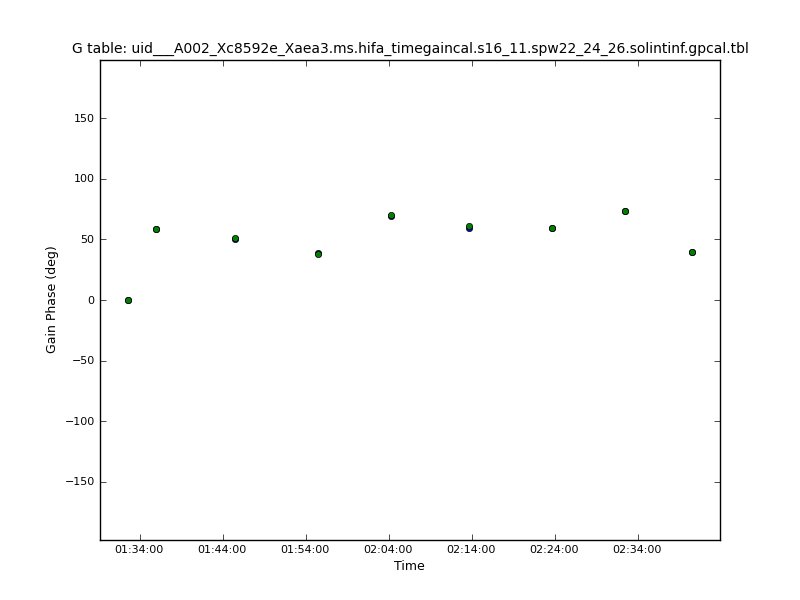 G table: uid___A002_Xc8592e_Xaea3.ms.hifa_timegaincal.s16_11.spw22_24_26.solintinf.gpcal.tbl
150
100
50
0
−50
−100
−150
Gain Phase (deg)
01:34:00 01:44:00 01:54:00 02:04:00 02:14:00 02:24:00 02:34:00
Time